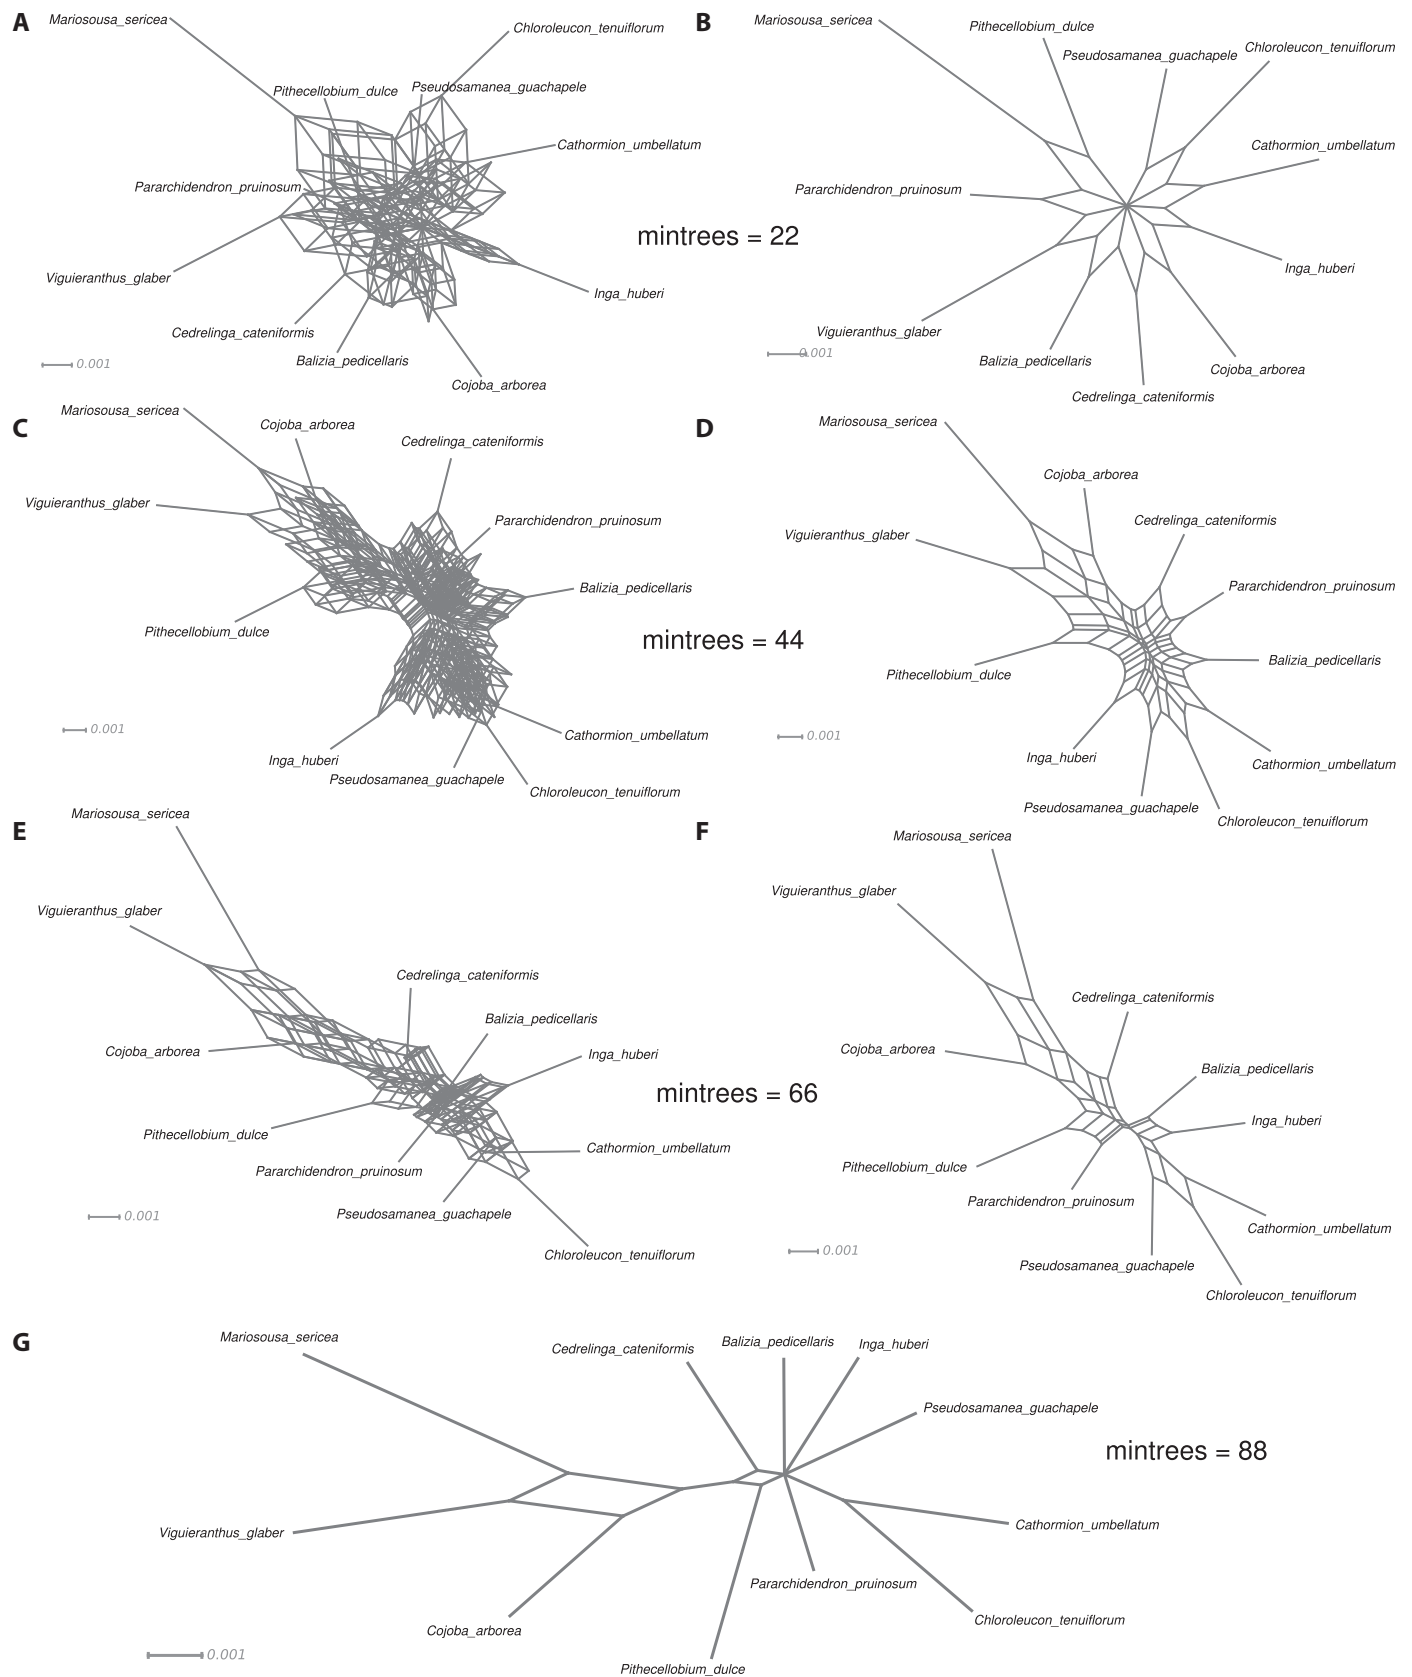 A
Mariosousa_sericea
Chloroleucon_tenuiflorum
Pithecellobium_dulce
Pseudosamanea_guachapele
Cathormion_umbellatum
Pararchidendron_pruinosum
Viguieranthus_glaber
Inga_huberi
Cedrelinga_cateniformis
Balizia_pedicellaris
Cojoba_arborea
0.001
mintrees = 22
B
Mariosousa_sericea
Pithecellobium_dulce
Pseudosamanea_guachapele
Chloroleucon_tenuiflorum
Cathormion_umbellatum
Pararchidendron_pruinosum
Inga_huberi
Viguieranthus_glaber
Balizia_pedicellaris
Cojoba_arborea
Cedrelinga_cateniformis
0.001
C
Mariosousa_sericea
Cojoba_arborea
Cedrelinga_cateniformis
Viguieranthus_glaber
Pararchidendron_pruinosum
Balizia_pedicellaris
Pithecellobium_dulce
Cathormion_umbellatum
Inga_huberi
Pseudosamanea_guachapele
Chloroleucon_tenuiflorum
0.001
mintrees = 44
D
Mariosousa_sericea
Cojoba_arborea
Cedrelinga_cateniformis
Viguieranthus_glaber
Pararchidendron_pruinosum
Balizia_pedicellaris
Pithecellobium_dulce
Inga_huberi
Cathormion_umbellatum
Pseudosamanea_guachapele
Chloroleucon_tenuiflorum
0.001
E
Mariosousa_sericea
Viguieranthus_glaber
Cedrelinga_cateniformis
Balizia_pedicellaris
Cojoba_arborea
Inga_huberi
Pithecellobium_dulce
Cathormion_umbellatum
Pararchidendron_pruinosum
Pseudosamanea_guachapele
Chloroleucon_tenuiflorum
0.001
mintrees = 66
F
Mariosousa_sericea
Viguieranthus_glaber
Cedrelinga_cateniformis
Cojoba_arborea
Balizia_pedicellaris
Inga_huberi
Pithecellobium_dulce
Pararchidendron_pruinosum
Cathormion_umbellatum
Pseudosamanea_guachapele
Chloroleucon_tenuiflorum
0.001
G
Mariosousa_sericea
Cedrelinga_cateniformis
Balizia_pedicellaris
Inga_huberi
Pseudosamanea_guachapele
mintrees = 88
Viguieranthus_glaber
Cathormion_umbellatum
Pararchidendron_pruinosum
Cojoba_arborea
Chloroleucon_tenuiflorum
Pithecellobium_dulce
0.001